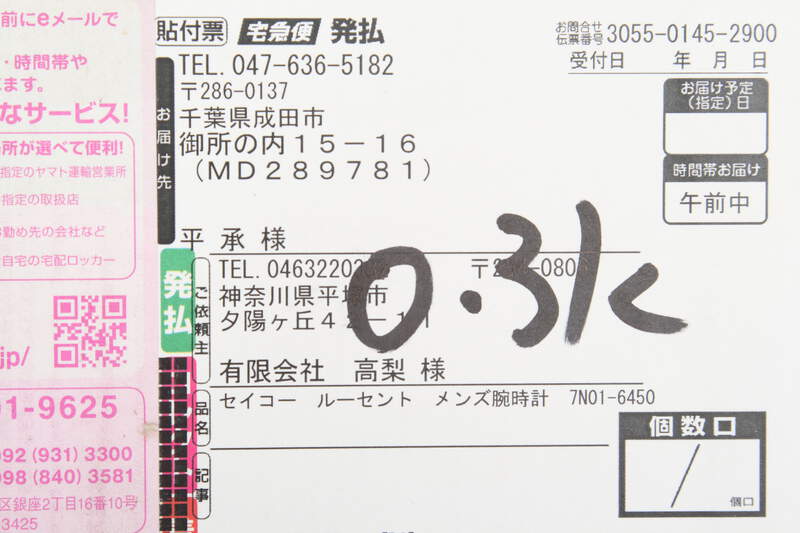 前にeメールで
・時間帯や
ます。
なサービス!
所が選べて便利!
指定のヤマト運輸営業所
指定の取扱店
勤め先の会社など
自宅の宅配ロッカー
jp/
01-9625
092 (931) 3300
098 (840) 3581
区銀座2丁目16番10号
3425
貼付票 宅急便 発払
お問合せ伝票番号 3055-0145-2900
受付日 年 月 日
お届け先
TEL. 047-636-5182
〒286-0137
千葉県成田市
御所の内15-16
(MD289781)
平 承 様
お届け予定(指定)日
時間帯お届け
午前中
発払
ご依頼主
TEL. 04632202
神奈川県平塚市
夕陽ヶ丘42-11
0.31K
有限会社 高梨 様
品名
セイコー ルーセント メンズ腕時計 7N01-6450
記事
個数口
/
個口